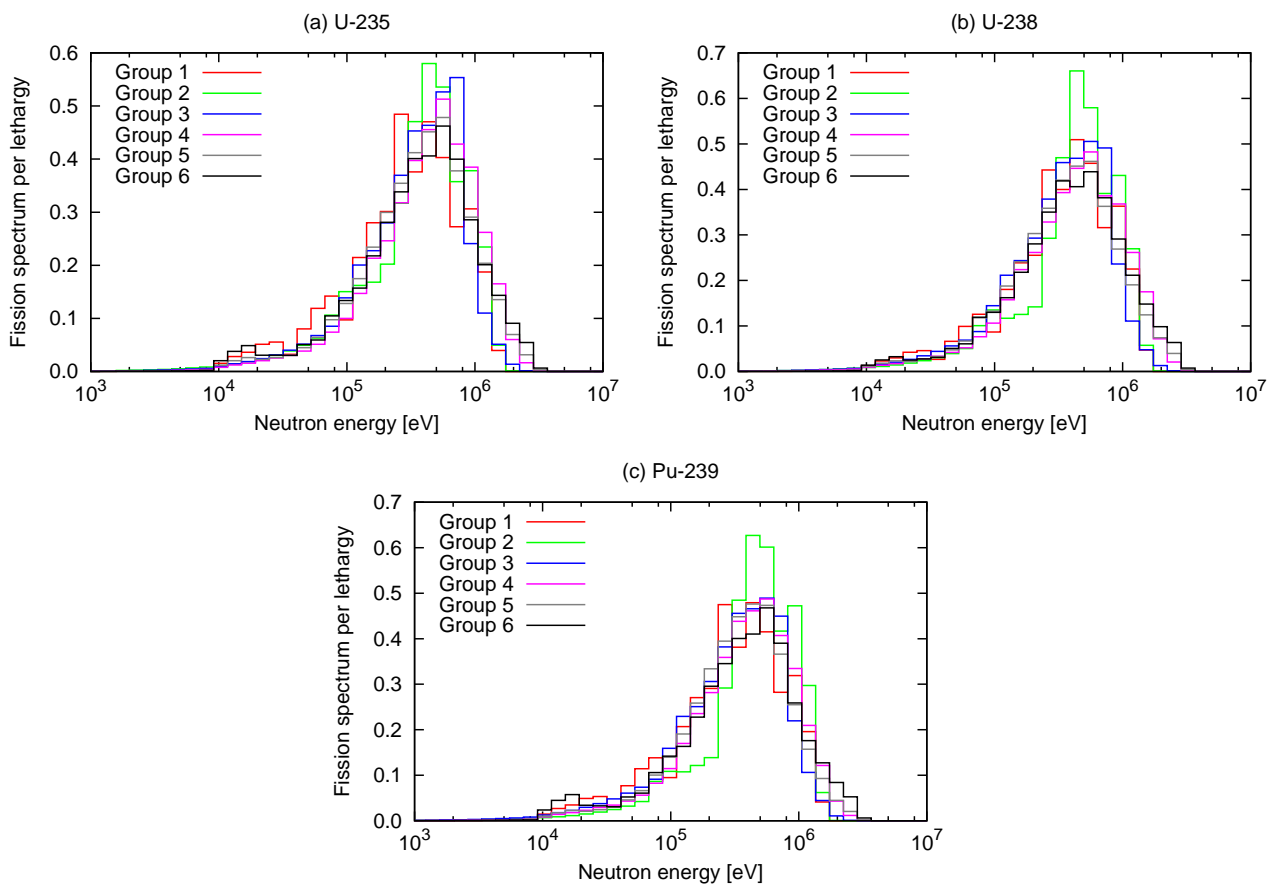 (a) U-235
Fission spectrum per lethargy
0.6
0.5
0.4
0.3
0.2
0.1
0.0
Group 1
Group 2
Group 3
Group 4
Group 5
Group 6
10³ 10⁴ 10⁵ 10⁶ 10⁷
Neutron energy [eV]
(b) U-238
Fission spectrum per lethargy
0.7
0.6
0.5
0.4
0.3
0.2
0.1
0.0
Group 1
Group 2
Group 3
Group 4
Group 5
Group 6
10³ 10⁴ 10⁵ 10⁶ 10⁷
Neutron energy [eV]
(c) Pu-239
Fission spectrum per lethargy
0.7
0.6
0.5
0.4
0.3
0.2
0.1
0.0
Group 1
Group 2
Group 3
Group 4
Group 5
Group 6
10³ 10⁴ 10⁵ 10⁶ 10⁷
Neutron energy [eV]